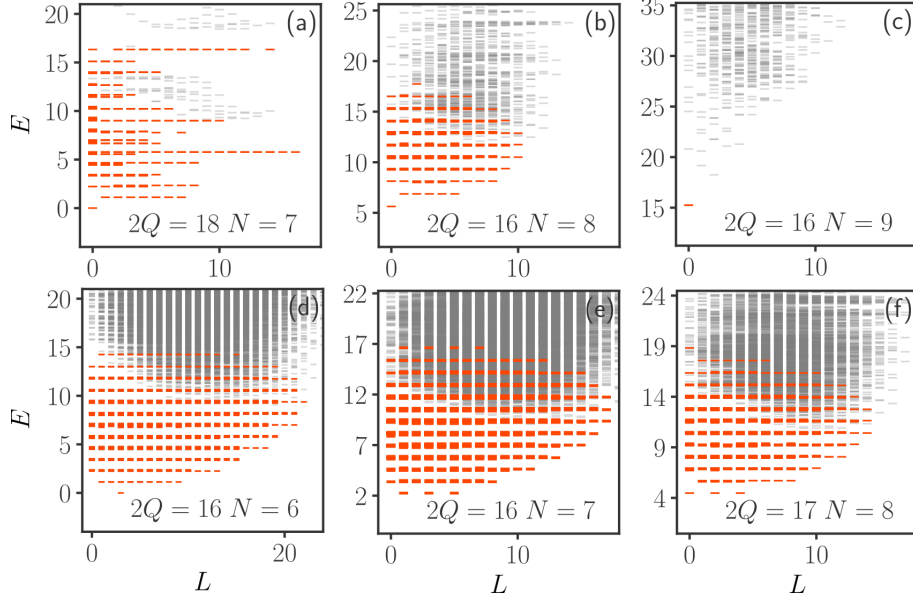 (a)
20
15
10
5
0
E
2Q = 18 N = 7
0
10
(b)
25
20
15
10
5
2Q = 16 N = 8
0
10
(c)
35
30
25
20
15
2Q = 16 N = 9
0
10
(d)
20
15
10
5
0
E
2Q = 16 N = 6
0
20
L
(e)
22
17
12
7
2
2Q = 16 N = 7
0
10
L
(f)
24
19
14
9
4
2Q = 17 N = 8
0
10
L